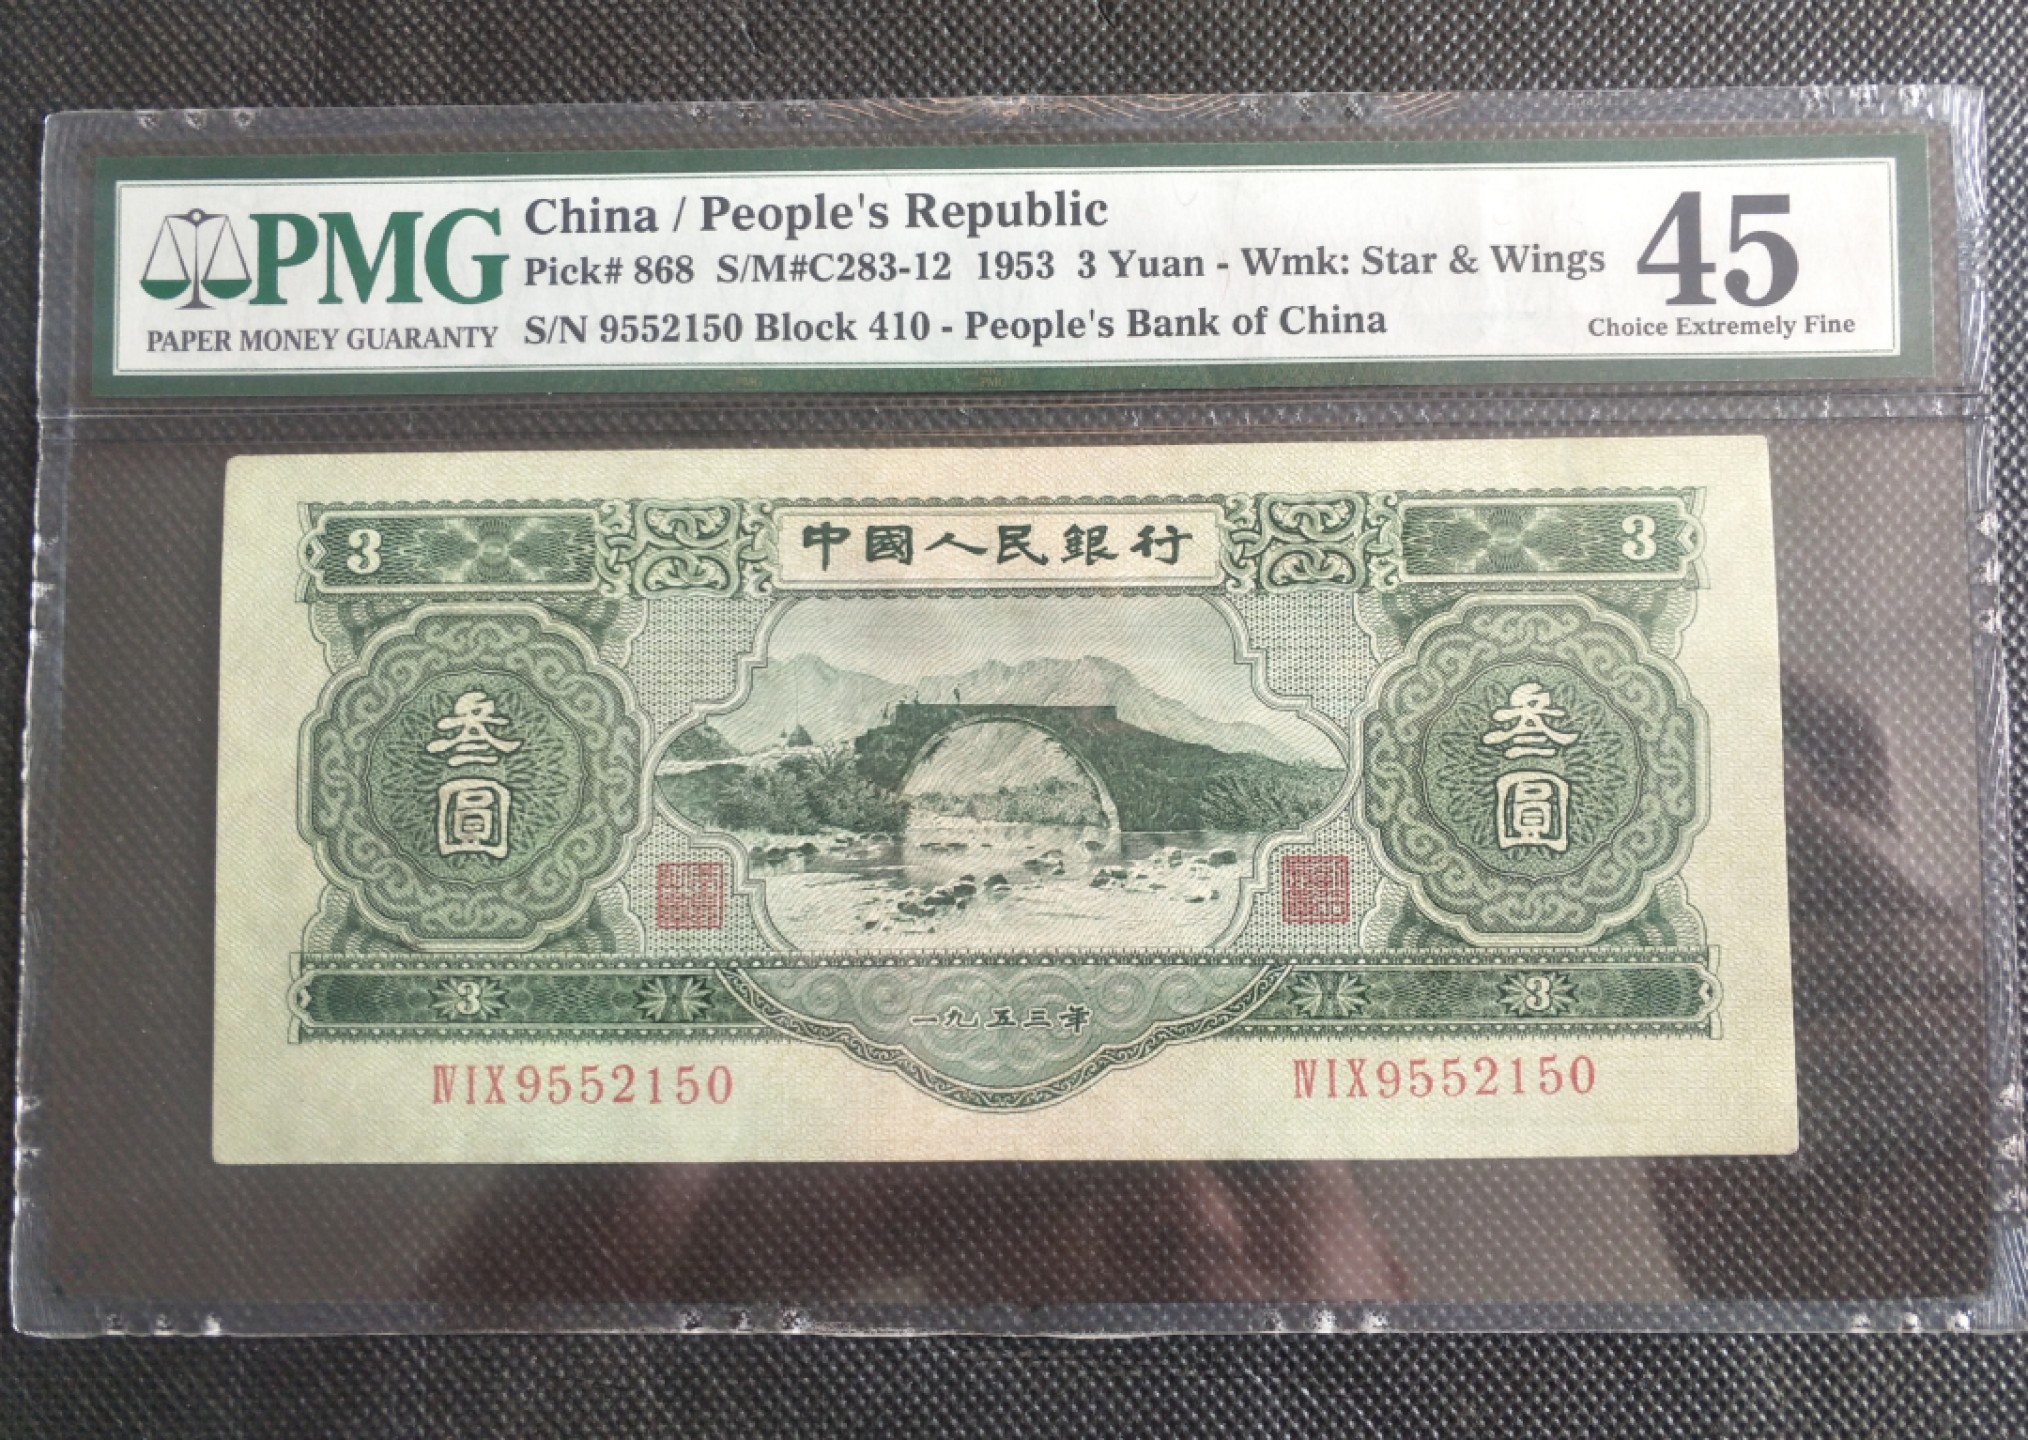 PMG
PAPER MONEY GUARANTY
China / People's Republic
Pick# 868 S/M#C283-12 1953 3 Yuan - Wmk: Star & Wings
S/N 9552150 Block 410 - People's Bank of China
45
Choice Extremely Fine
3 中國人民銀行 3
叁圓 叁圓
3 3
一九五三年
ⅣⅠⅩ9552150 ⅣⅠⅩ9552150